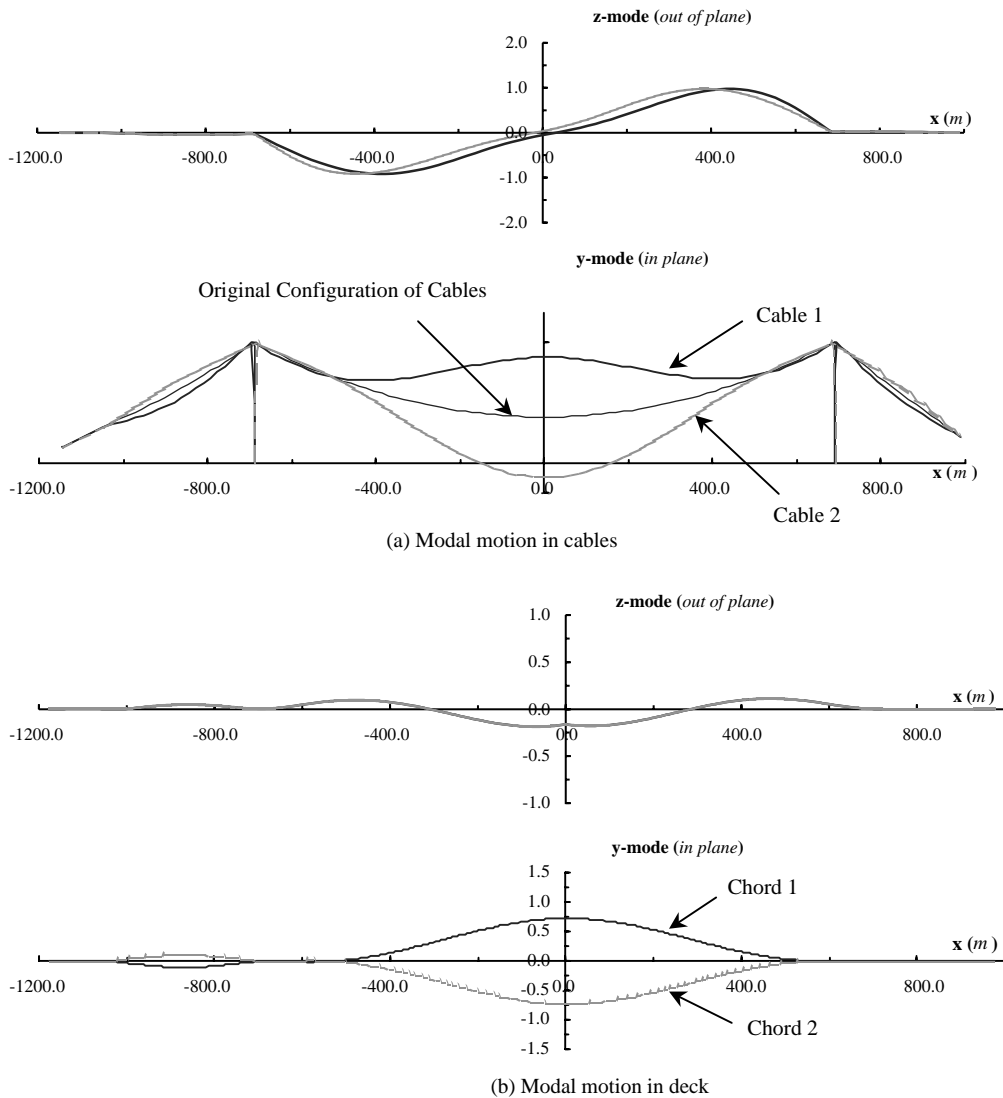 z-mode (out of plane)
2.0
1.0
x (m)
0.0
-1200.0 -800.0 -400.0 0.0 400.0 800.0
-1.0
-2.0
y-mode (in plane)
Original Configuration of Cables
Cable 1
x (m)
-1200.0 -800.0 -400.0 0.0 400.0 800.0
Cable 2
(a) Modal motion in cables
z-mode (out of plane)
1.0
0.5
x (m)
0.0
-1200.0 -800.0 -400.0 0.0 400.0 800.0
-0.5
-1.0
y-mode (in plane)
1.5
Chord 1
1.0
0.5
x (m)
0.0
-1200.0 -800.0 -400.0 0.0 400.0 800.0
-0.5
Chord 2
-1.0
-1.5
(b) Modal motion in deck